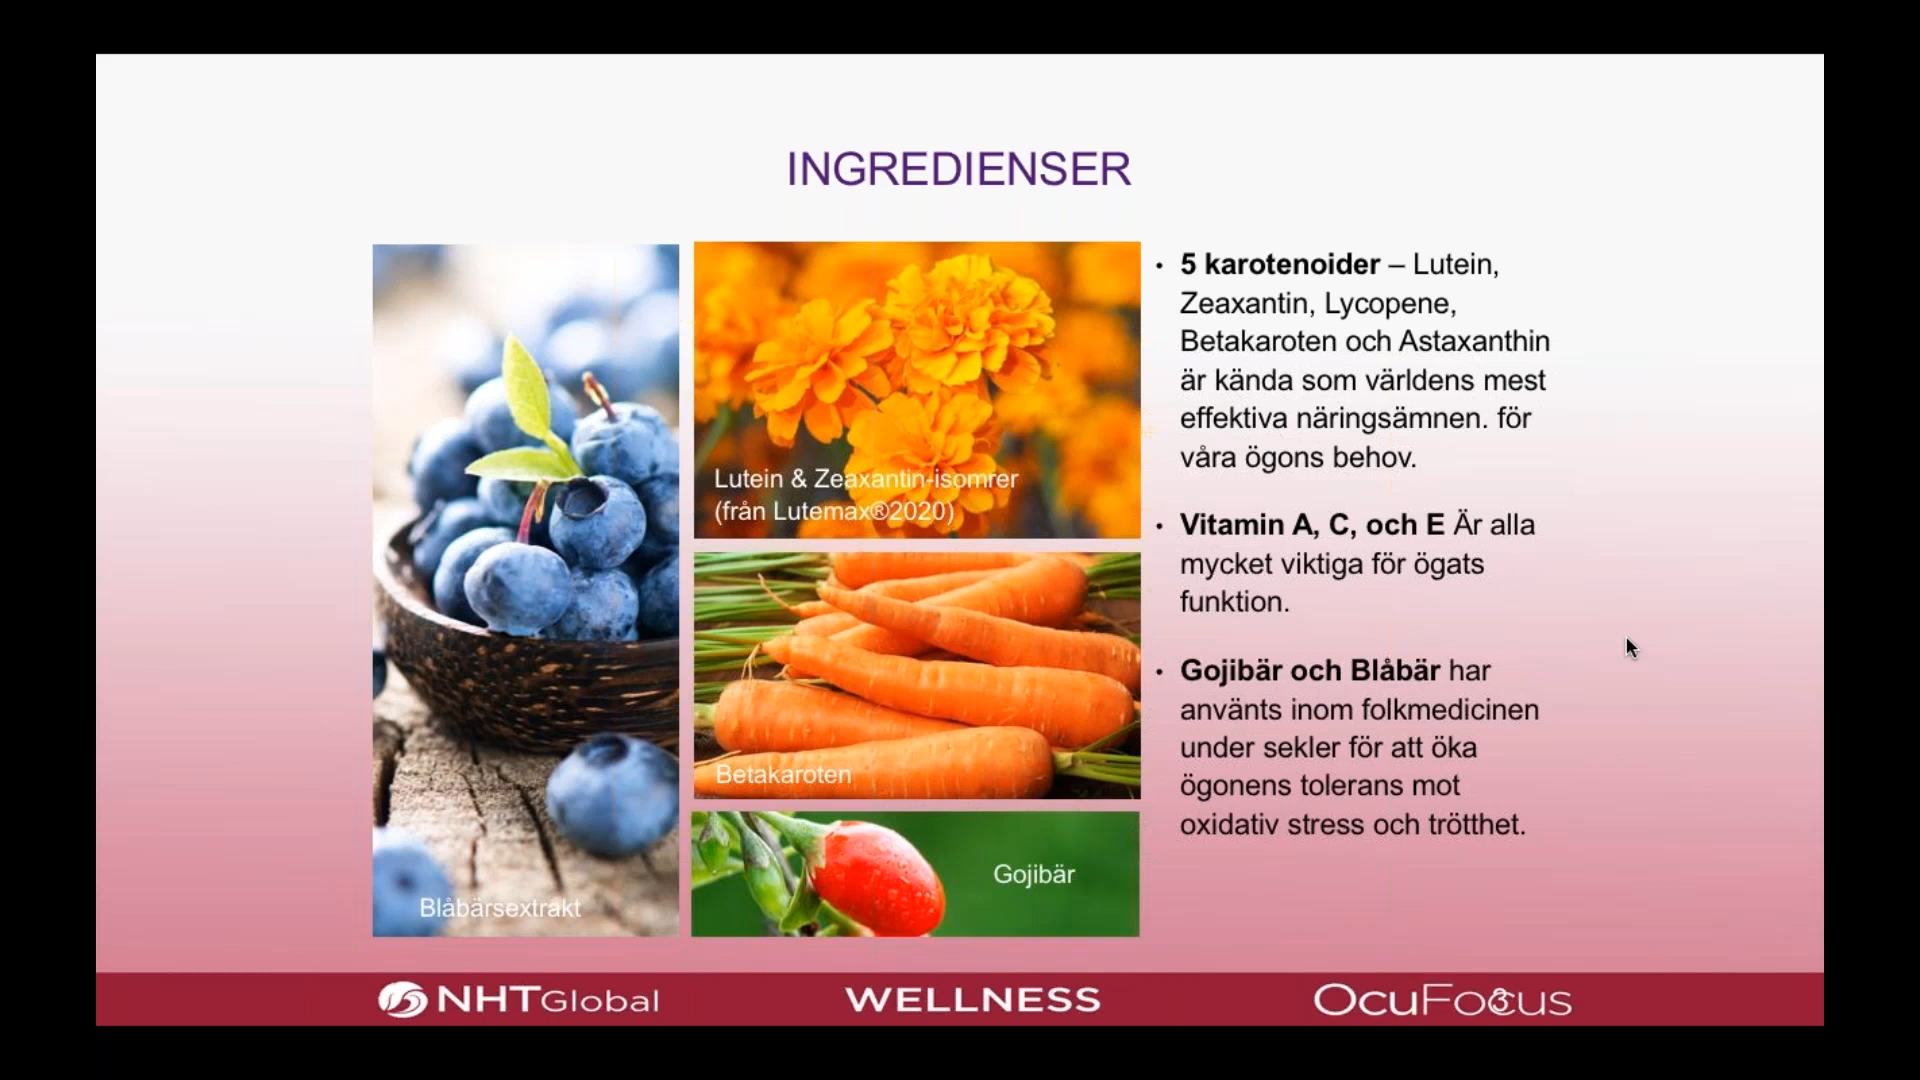 INGREDIENSER
Lutein & Zeaxantin-isomrer
(från Lutemax®2020)
Betakaroten
Gojibär
Blåbärsextrakt
• 5 karotenoider – Lutein,
Zeaxantin, Lycopene,
Betakaroten och Astaxanthin
är kända som världens mest
effektiva näringsämnen. för
våra ögons behov.
• Vitamin A, C, och E Är alla
mycket viktiga för ögats
funktion.
• Gojibär och Blåbär har
använts inom folkmedicinen
under sekler för att öka
ögonens tolerans mot
oxidativ stress och trötthet.
NHTGlobal
WELLNESS
OcuFocus
3